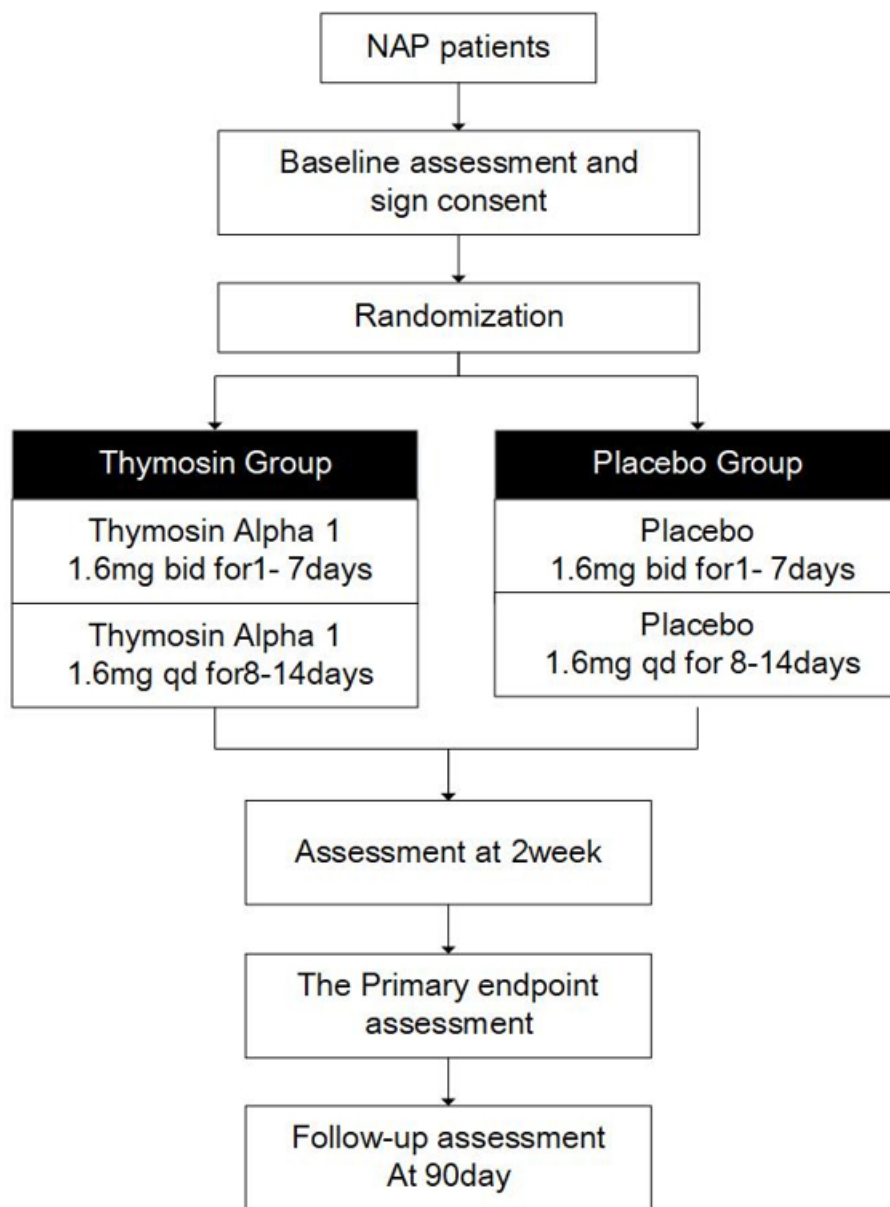 NAP patients
Baseline assessment and
sign consent
Randomization
Thymosin Group
Thymosin Alpha 1
1.6mg bid for1- 7days
Thymosin Alpha 1
1.6mg qd for8-14days
Placebo Group
Placebo
1.6mg bid for1- 7days
Placebo
1.6mg qd for 8-14days
Assessment at 2week
The Primary endpoint
assessment
Follow-up assessment
At 90day